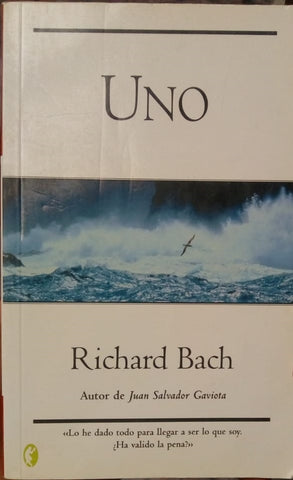 UNO
Richard Bach
Autor de Juan Salvador Gaviota
«Lo he dado todo para llegar a ser lo que soy.
¿Ha valido la pena?»